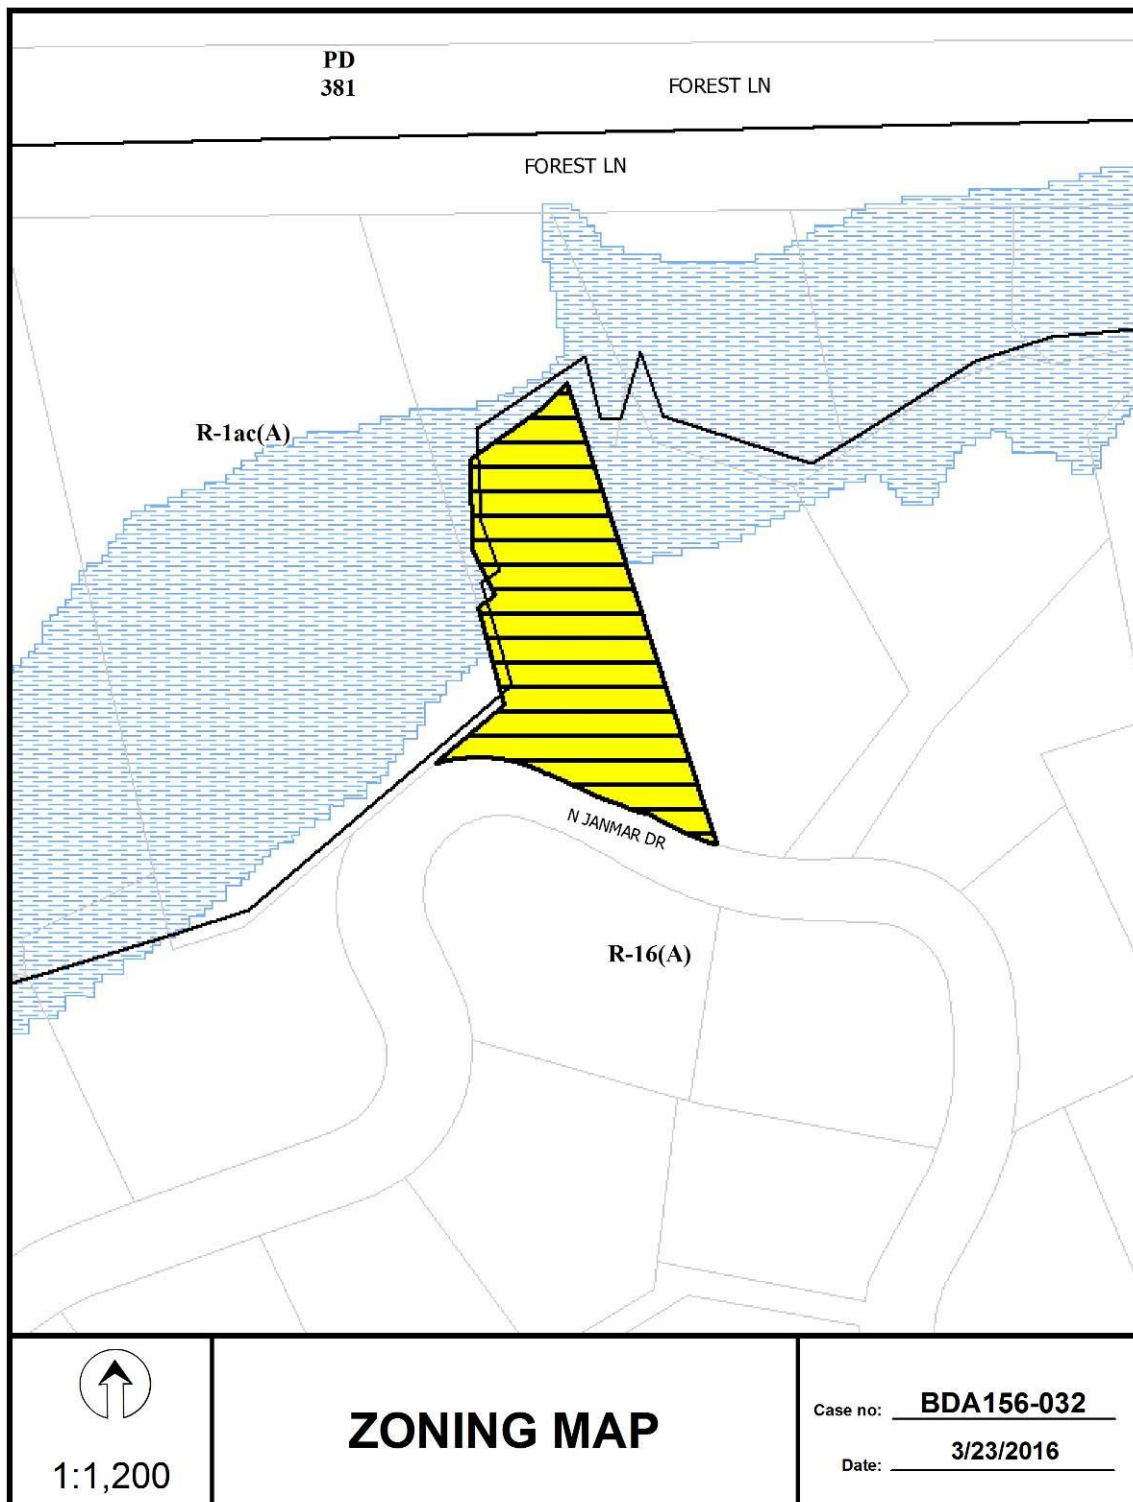 PD
381
FOREST LN
FOREST LN
R-1ac(A)
N JANMAR DR
R-16(A)
1:1,200
ZONING MAP
Case no: BDA156-032
Date: 3/23/2016